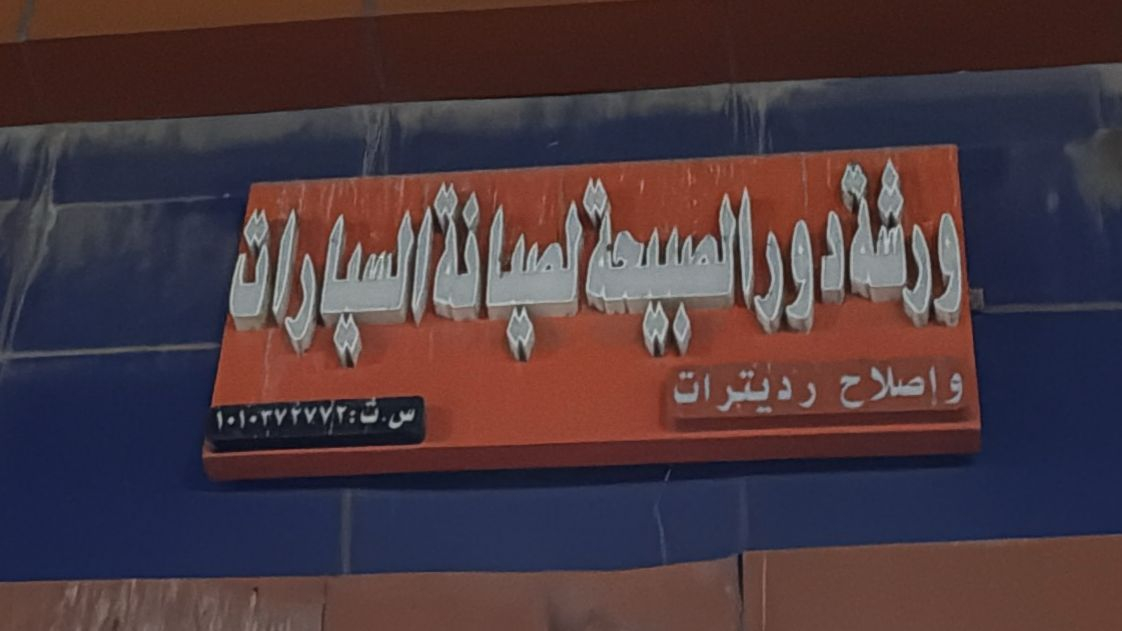 ورشة دور الصبيحة لصيانة السيارات
وإصلاح رديترات
س.ت: ١٠١٠٣٧٢٧٧٢